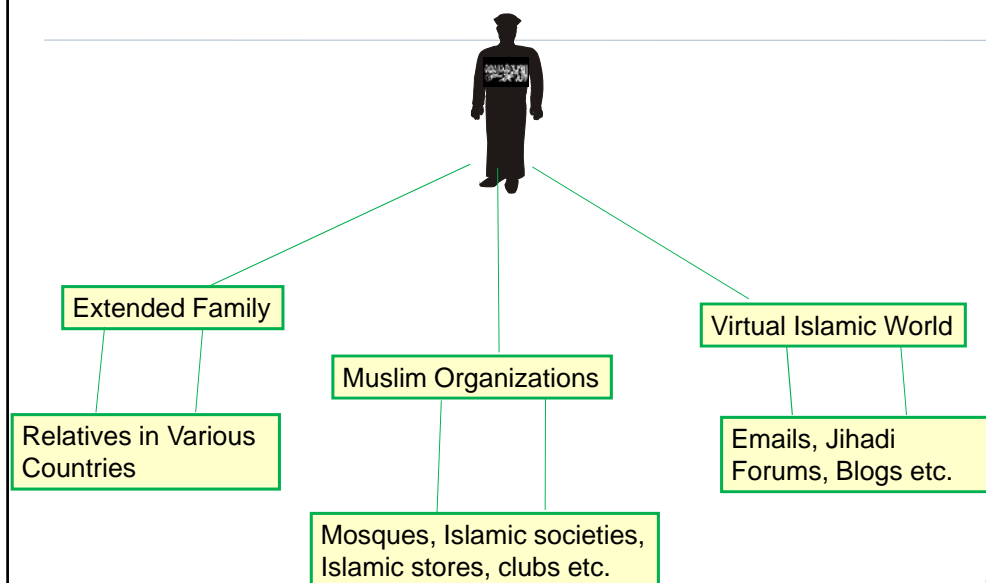 Extended Family
Virtual Islamic World
Muslim Organizations
Relatives in Various
Countries
Emails, Jihadi
Forums, Blogs etc.
Mosques, Islamic societies,
Islamic stores, clubs etc.